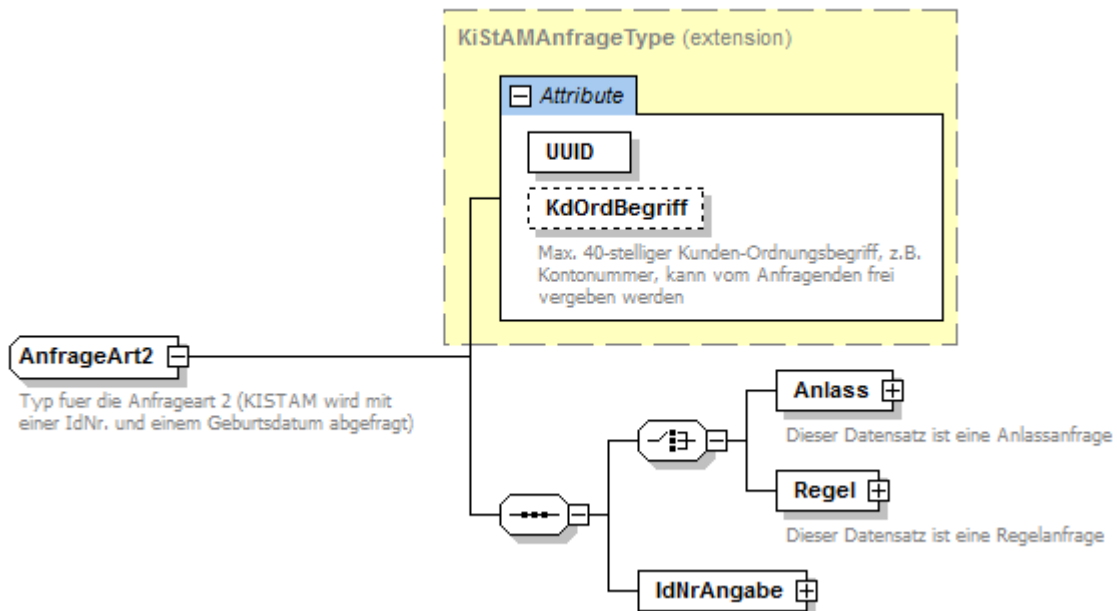 KiStAMAnfrageType (extension)
Attribute
UUID
KdOrdBegriff
Max. 40-stelliger Kunden-Ordnungsbegriff, z.B.
Kontonummer, kann vom Anfragenden frei
vergeben werden
AnfrageArt2
Typ fuer die Anfrageart 2 (KISTAM wird mit
einer IdNr. und einem Geburtsdatum abgefragt)
Anlass
Dieser Datensatz ist eine Anlassanfrage
Regel
Dieser Datensatz ist eine Regelanfrage
IdNrAngabe